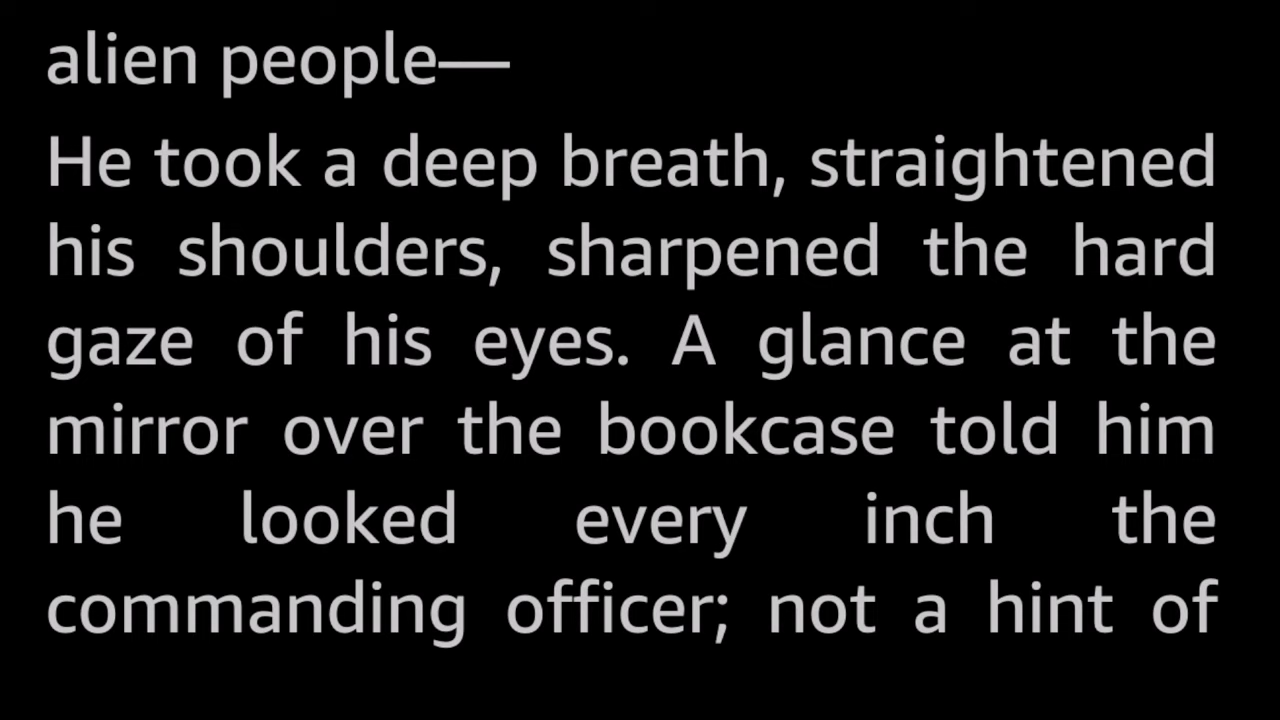 alien people—
He took a deep breath, straightened
his shoulders, sharpened the hard
gaze of his eyes. A glance at the
mirror over the bookcase told him
he looked every inch the
commanding officer; not a hint of